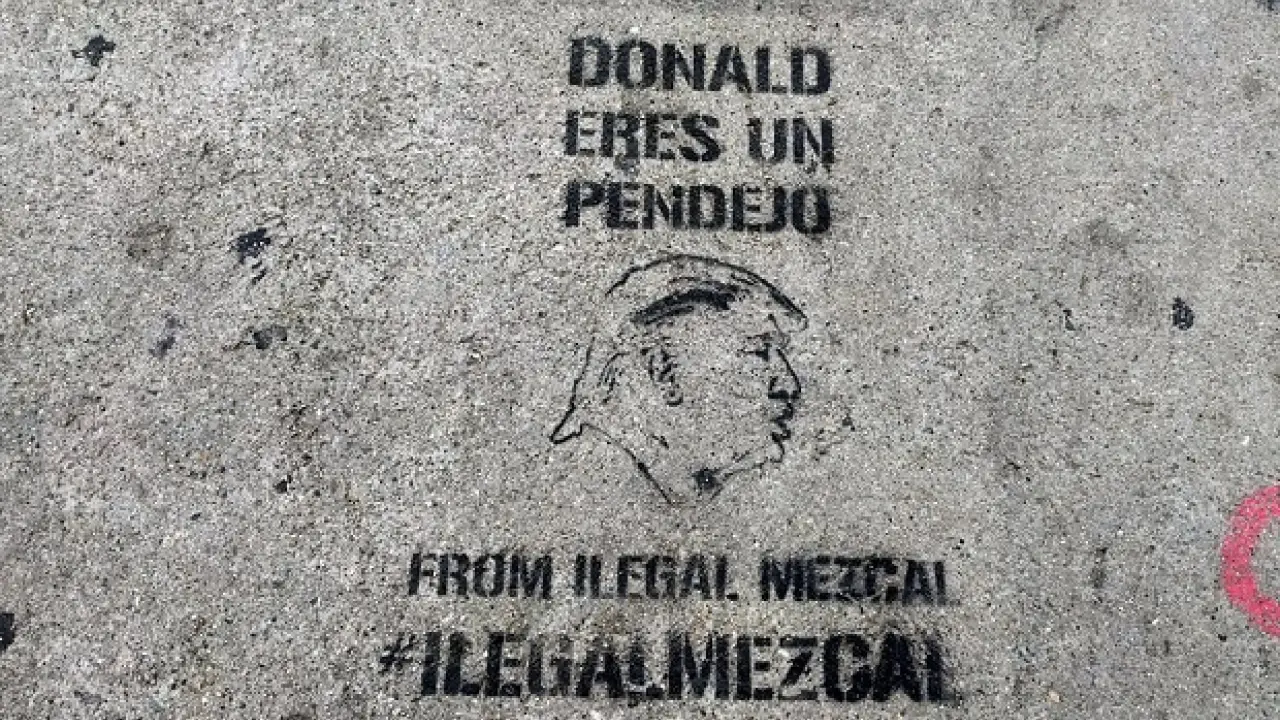 DONALD
ERES UN
PENDEJO
FROM ILEGAL MEZCAL
#ILEGALMEZCAL